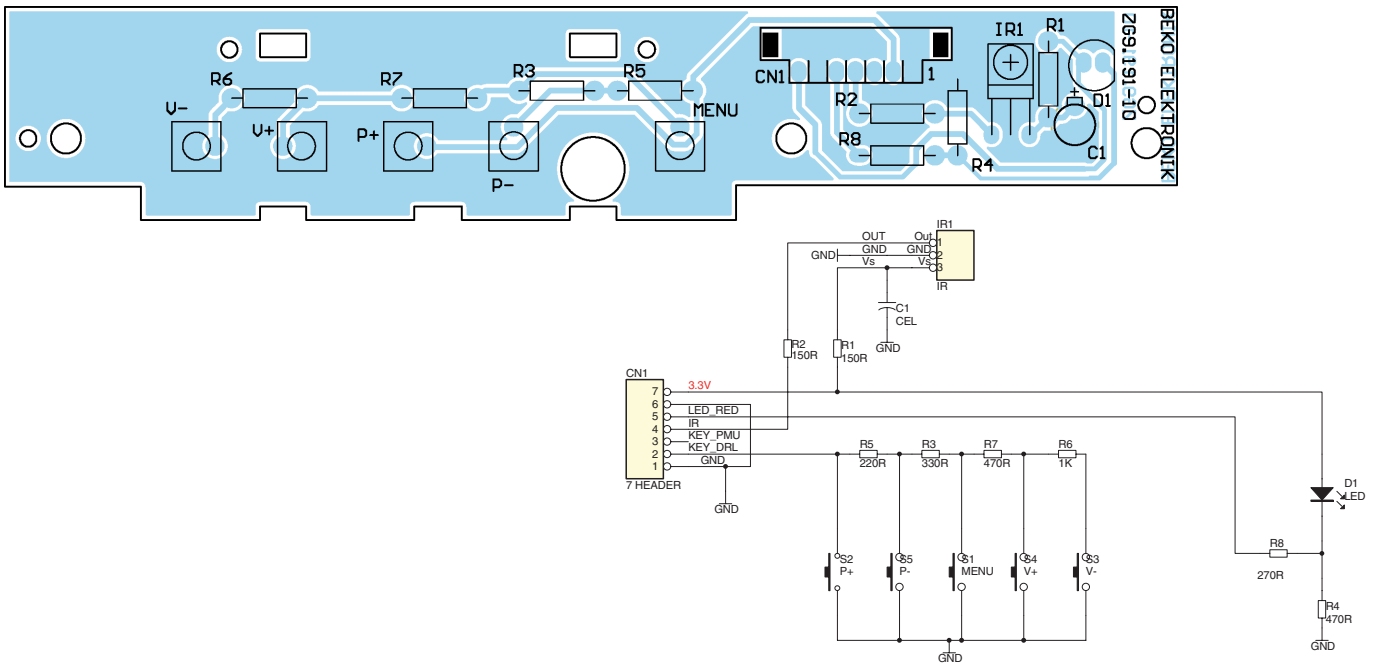 BEKO ELEKTRONIK
ZG9.191-10
IR1
R1
R6
R7
R3
R5
CN1
1
V-
MENU
R2
D1
V+
P+
R8
R4
C1
P-
IR1
OUT
Out
1
GND
GND
GND
2
Vs
Vs
3
IR
C1
CEL
GND
R2
150R
R1
150R
CN1
7
3.3V
6
5
LED_RED
4
IR
3
KEY_PMU
2
KEY_DRL
1
GND
7 HEADER
GND
R5
220R
R3
330R
R7
470R
R6
1K
D1
LED
S2
P+
S5
P-
S1
MENU
S4
V+
S3
V-
R8
270R
R4
470R
GND
GND